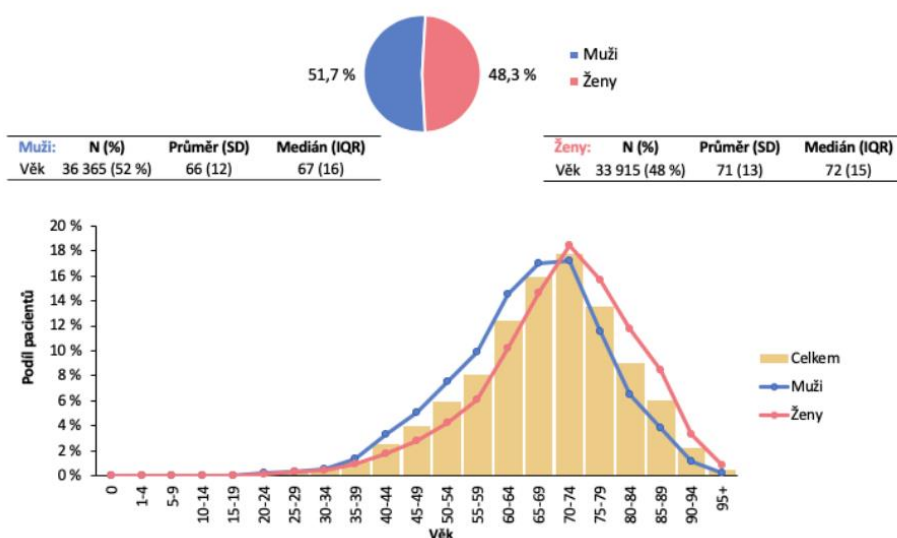 51,7 %
48,3 %
Muži
Ženy
Muži: N (%) Průměr (SD) Medián (IQR)
Věk 36 365 (52 %) 66 (12) 67 (16)
Ženy: N (%) Průměr (SD) Medián (IQR)
Věk 33 915 (48 %) 71 (13) 72 (15)
20 %
18 %
16 %
14 %
12 %
10 %
8 %
6 %
4 %
2 %
0 %
Podíl pacientů
Celkem
Muži
Ženy
0 1-4 5-9 10-14 15-19 20-24 25-29 30-34 35-39 40-44 45-49 50-54 55-59 60-64 65-69 70-74 75-79 80-84 85-89 90-94 95+
Věk